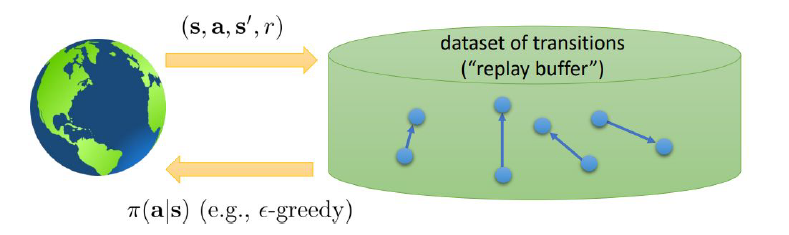 (s, a, s′, r)
dataset of transitions
(“replay buffer”)
π(a|s) (e.g., ϵ-greedy)